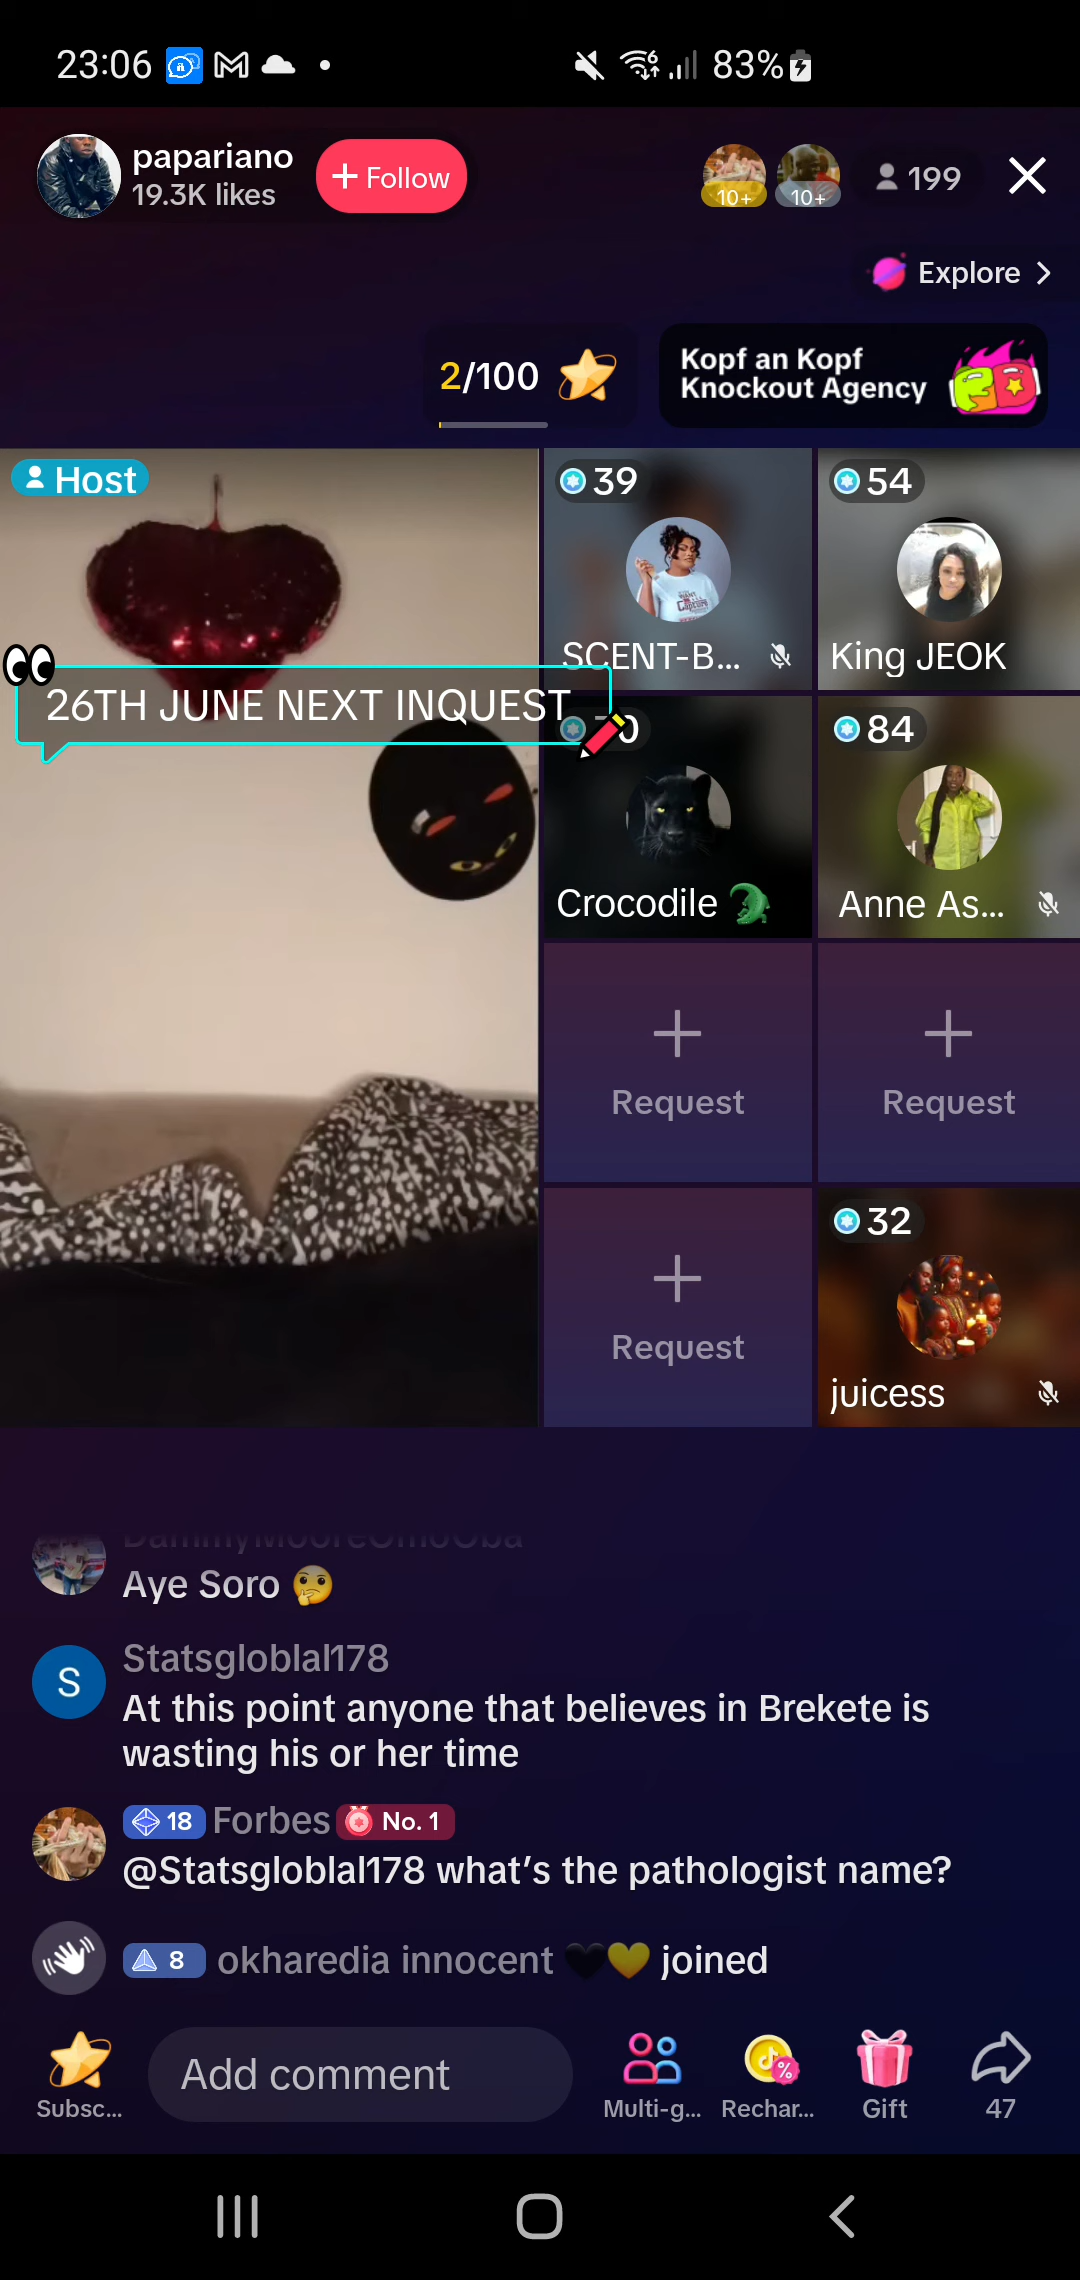 23:06
83%
papariano
19.3K likes
+ Follow
10+
10+
199
Explore
2/100
Kopf an Kopf
Knockout Agency
Host
39
54
SCENT-B...
King JEOK
26TH JUNE NEXT INQUEST
84
Crocodile 🐊
Anne As...
Request
Request
32
Request
juicess
DammyMooreOmoOba
Aye Soro 🤔
S
Statsgloblal178
At this point anyone that believes in Brekete is
wasting his or her time
18 Forbes No. 1
@Statsgloblal178 what's the pathologist name?
8 okharedia innocent 🖤💛 joined
Subsc...
Add comment
Multi-g...
Rechar...
Gift
47